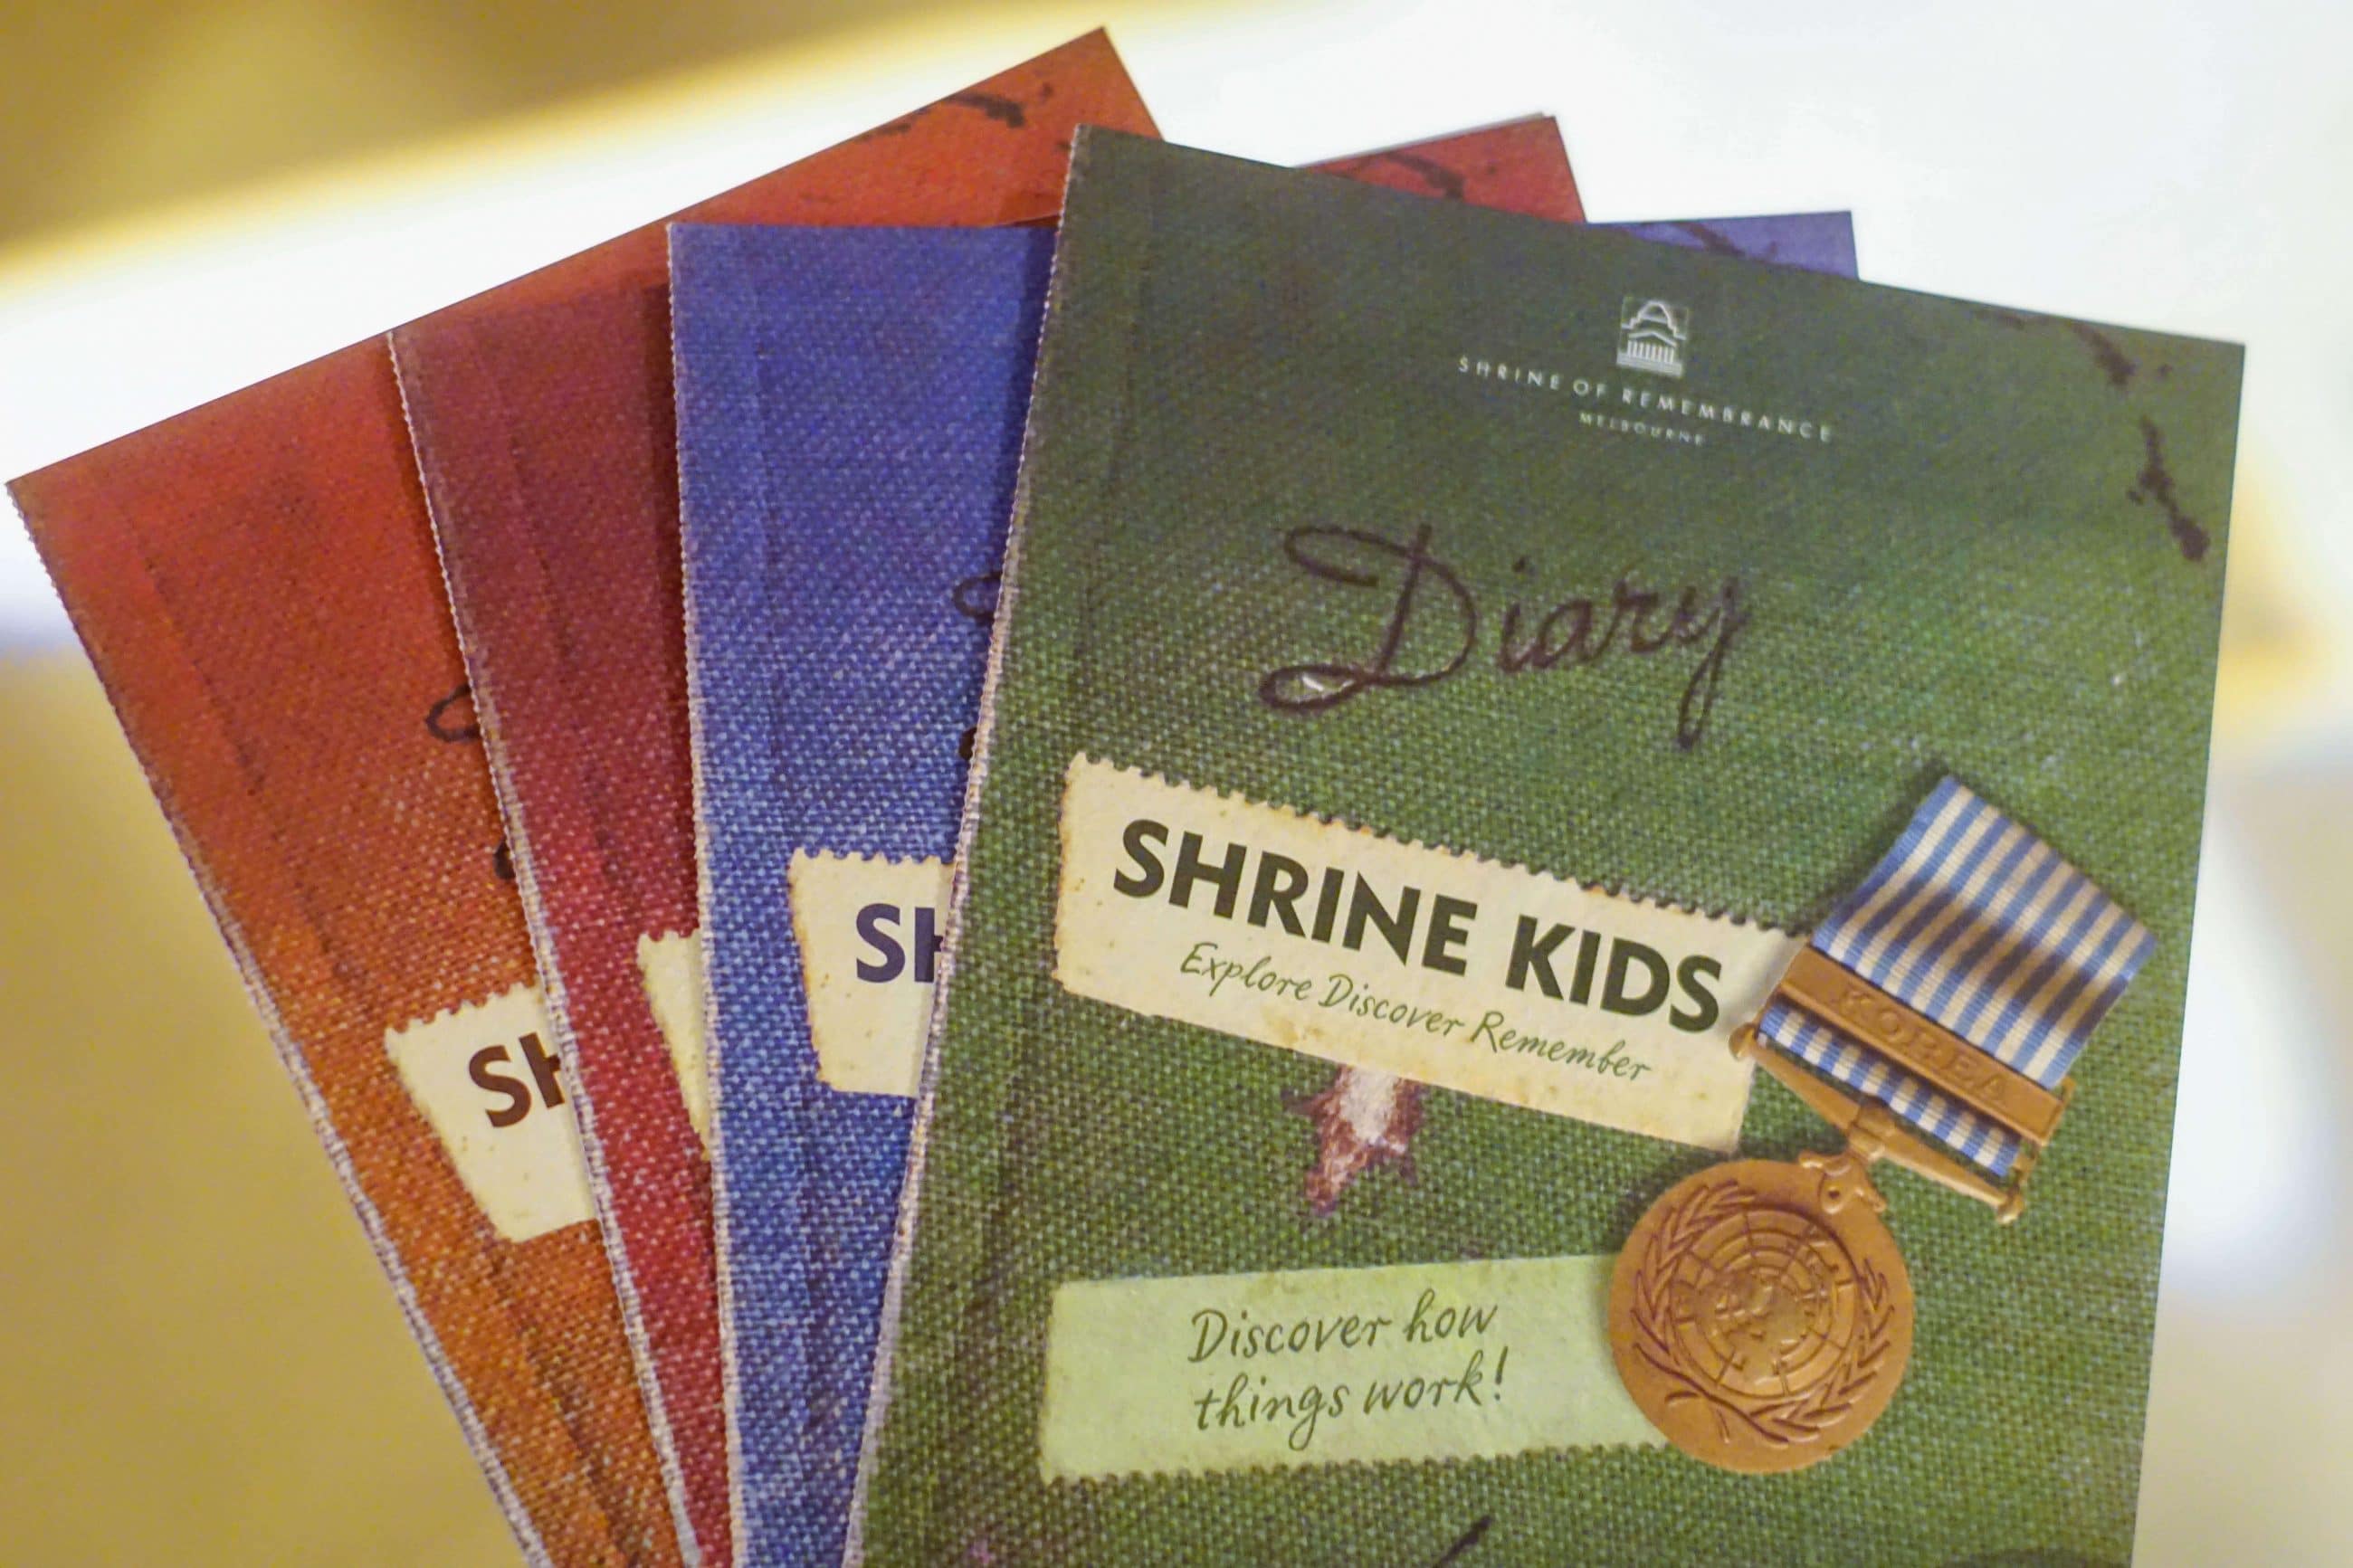 SHRINE OF REMEMBRANCE
MELBOURNE
Diary
SHRINE KIDS
Explore Discover Remember
KOREA
Discover how
things work!
SH
SH